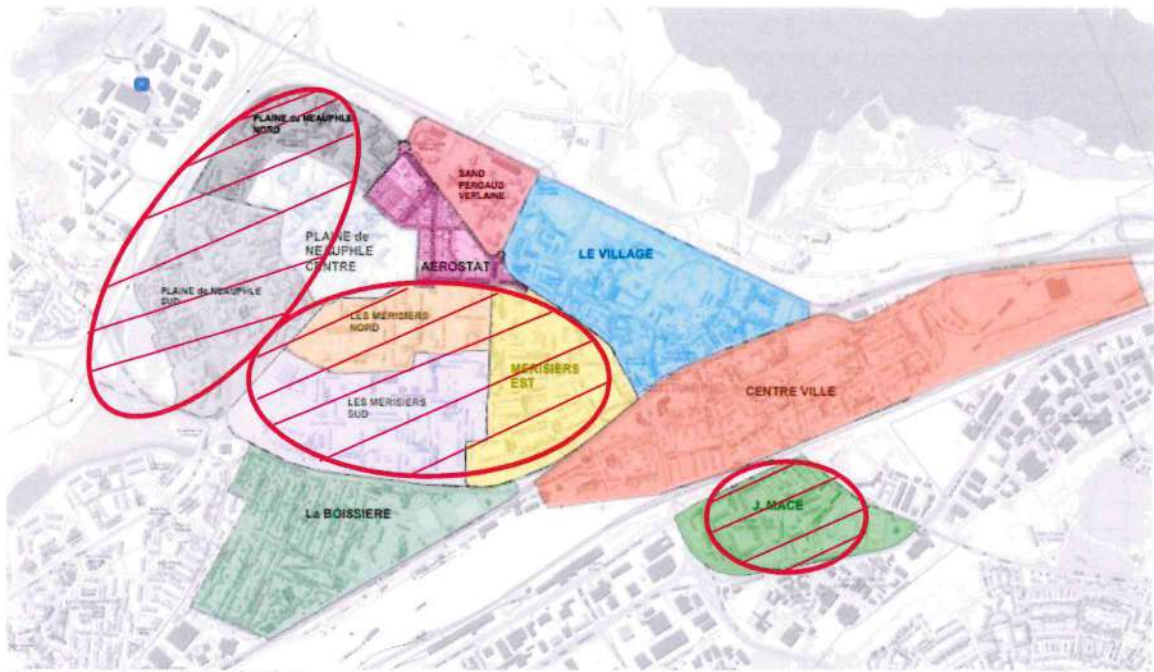 PLAINE de NEAUPHLE
NORD
SAND
PERGAUD
VERLAINE
PLAINE de
NEAUPHLE
CENTRE
AEROSTAT
LE VILLAGE
PLAINE de NEAUPHLE
SUD
LES MERISIERS
NORD
MERISIERS
EST
LES MERISIERS
SUD
CENTRE VILLE
La BOISSIERE
J. MACE